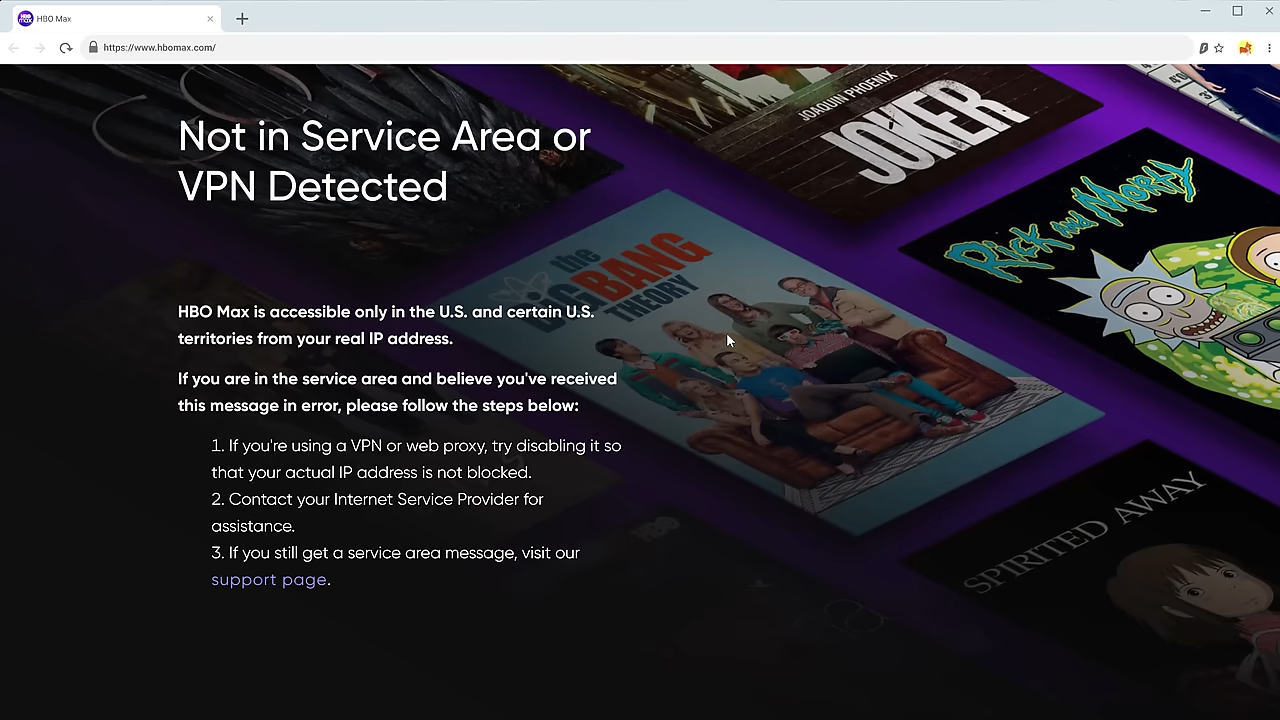 HBO Max
https://www.hbomax.com/
Not in Service Area or
VPN Detected
HBO Max is accessible only in the U.S. and certain U.S.
territories from your real IP address.
If you are in the service area and believe you've received
this message in error, please follow the steps below:
1. If you're using a VPN or web proxy, try disabling it so
that your actual IP address is not blocked.
2. Contact your Internet Service Provider for
assistance.
3. If you still get a service area message, visit our
support page.
JOAQUIN PHOENIX
JOKER
RICK AND MORTY
the
BIG BANG
THEORY
SPIRITED AWAY
HBO